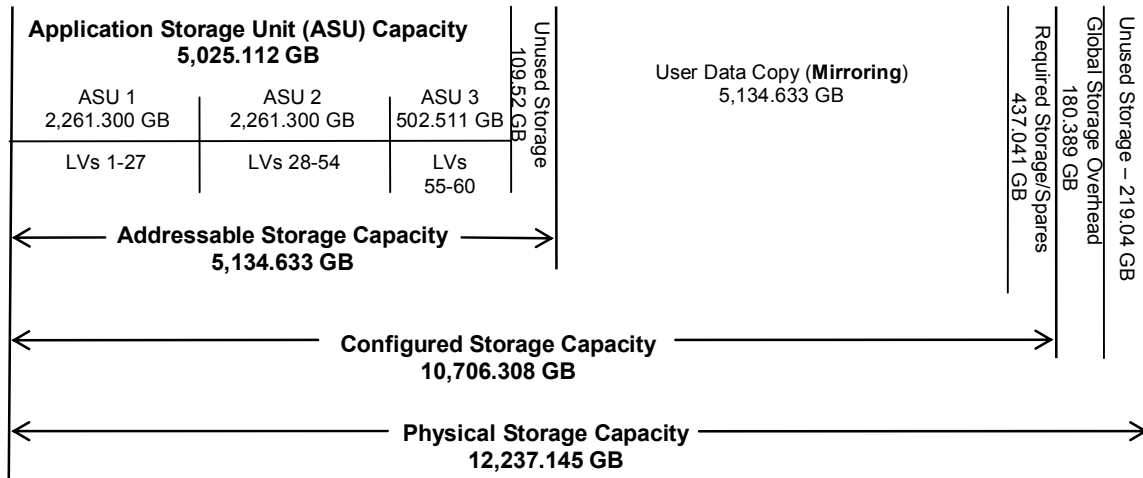 Application Storage Unit (ASU) Capacity
5,025.112 GB
ASU 1
2,261.300 GB
ASU 2
2,261.300 GB
ASU 3
502.511 GB
LVs 1-27
LVs 28-54
LVs
55-60
Unused Storage
109.52 GB
User Data Copy (Mirroring)
5,134.633 GB
Required Storage/Spares
437.041 GB
Global Storage Overhead
180.389 GB
Unused Storage – 219.04 GB
Addressable Storage Capacity
5,134.633 GB
Configured Storage Capacity
10,706.308 GB
Physical Storage Capacity
12,237.145 GB